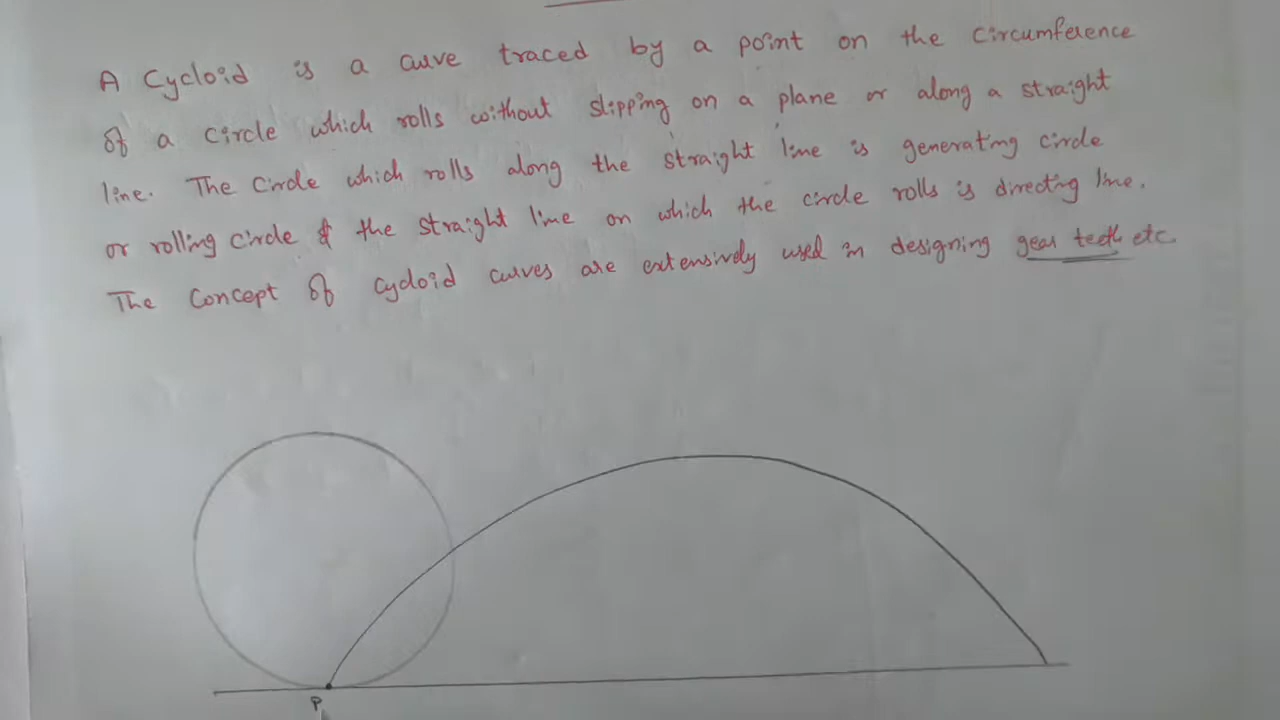 A Cycloid is a curve traced by a point on the circumference
of a circle which rolls without slipping on a plane or along a straight
line. The Circle which rolls along the straight line is generating circle
or rolling circle & the straight line on which the circle rolls is directing line.
The Concept of cycloid curves are extensively used in designing gear teeth etc.
P